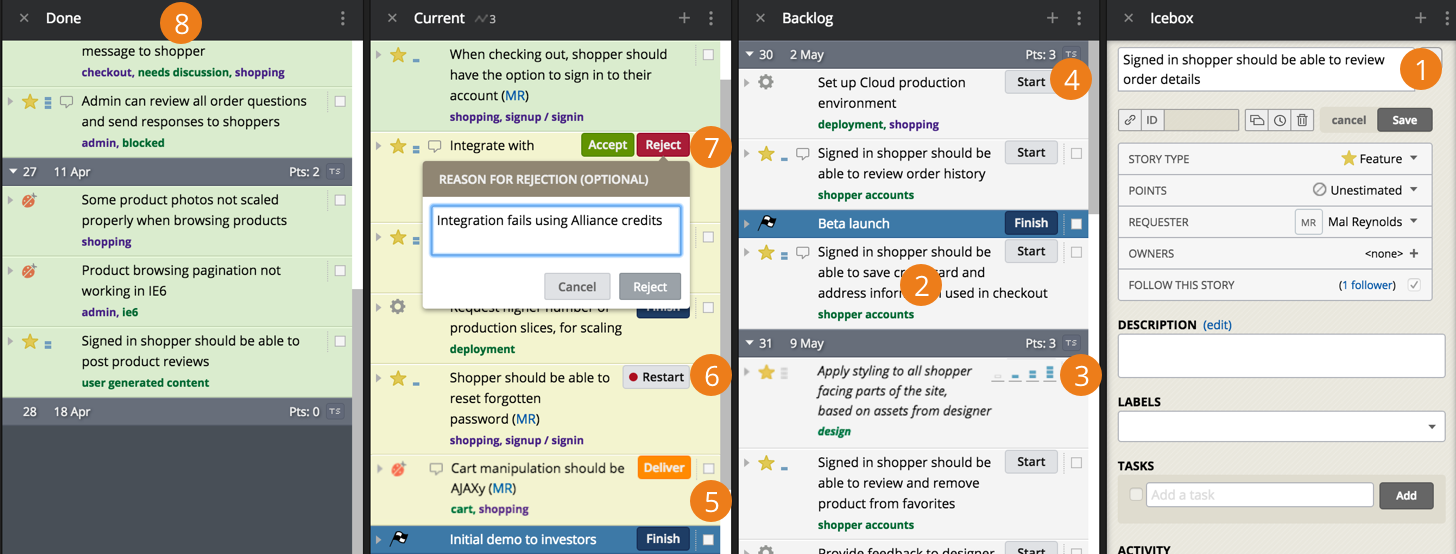 Done
8
message to shopper
checkout, needs discussion, shopping
Admin can review all order questions
and send responses to shoppers
admin, blocked
27 11 Apr Pts: 2 TS
Some product photos not scaled
properly when browsing products
shopping
Product browsing pagination not
working in IE6
admin, ie6
Signed in shopper should be able to
post product reviews
user generated content
28 18 Apr Pts: 0 TS
Current 3
When checking out, shopper should
have the option to sign in to their
account (MR)
shopping, signup / signin
Integrate with Accept Reject
7
REASON FOR REJECTION (OPTIONAL)
Integration fails using Alliance credits
Cancel Reject
Request higher number of Finish
production slices, for scaling
deployment
Shopper should be able to Restart
6
reset forgotten
password (MR)
shopping, signup / signin
Cart manipulation should be Deliver
AJAXy (MR)
5
cart, shopping
Initial demo to investors Finish
Backlog
30 2 May Pts: 3 TS
Set up Cloud production Start
4
environment
deployment, shopping
Signed in shopper should be Start
able to review order history
shopper accounts
Beta launch Finish
Signed in shopper should be Start
able to save card and
2
address used in checkout
shopper accounts
31 9 May Pts: 3 TS
Apply styling to all shopper
3
facing parts of the site,
based on assets from designer
design
Signed in shopper should be Start
able to review and remove
product from favorites
shopper accounts
Provide feedback to designer Start
Icebox
Signed in shopper should be able to review
order details
1
ID cancel Save
STORY TYPE Feature
POINTS Unestimated
REQUESTER MR Mal Reynolds
OWNERS <none> +
FOLLOW THIS STORY (1 follower)
DESCRIPTION (edit)
LABELS
TASKS
Add a task Add
ACTIVITY